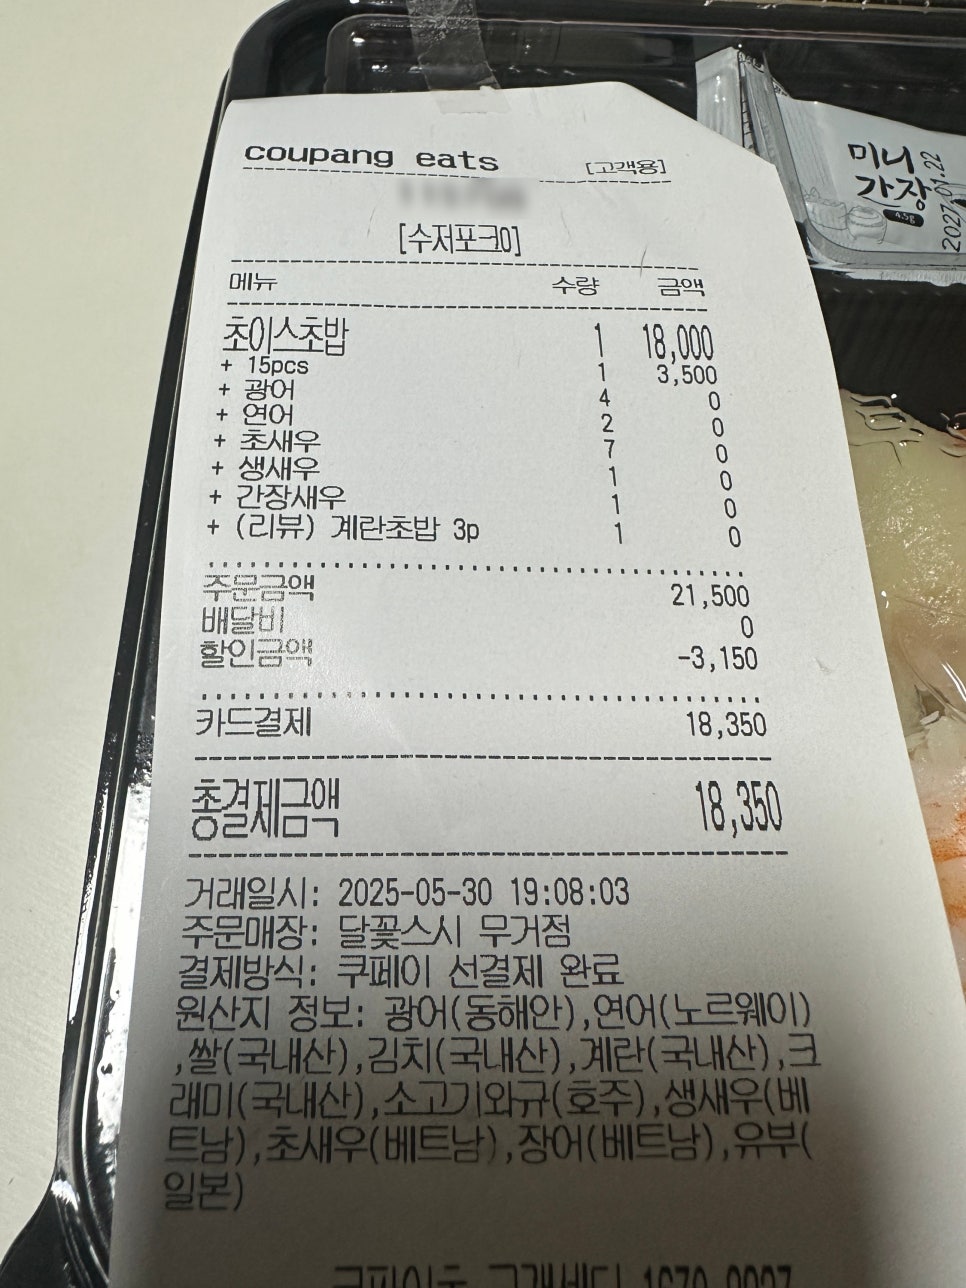 coupang eats [고객용]
[수저포크O]
메뉴 수량 금액
초이스초밥 1 18,000
+ 15pcs 1 3,500
+ 광어 4 0
+ 연어 2 0
+ 초새우 7 0
+ 생새우 1 0
+ 간장새우 1 0
+ (리뷰) 계란초밥 3p 1 0
주문금액 21,500
배달비 0
할인금액 -3,150
카드결제 18,350
총결제금액 18,350
거래일시: 2025-05-30 19:08:03
주문매장: 달꽃스시 무거점
결제방식: 쿠페이 선결제 완료
원산지 정보: 광어(동해안),연어(노르웨이)
,쌀(국내산),김치(국내산),계란(국내산),크
래미(국내산),소고기와규(호주),생새우(베
트남),초새우(베트남),장어(베트남),유부(
일본)
미니
간장
4.5g
2027.01.22